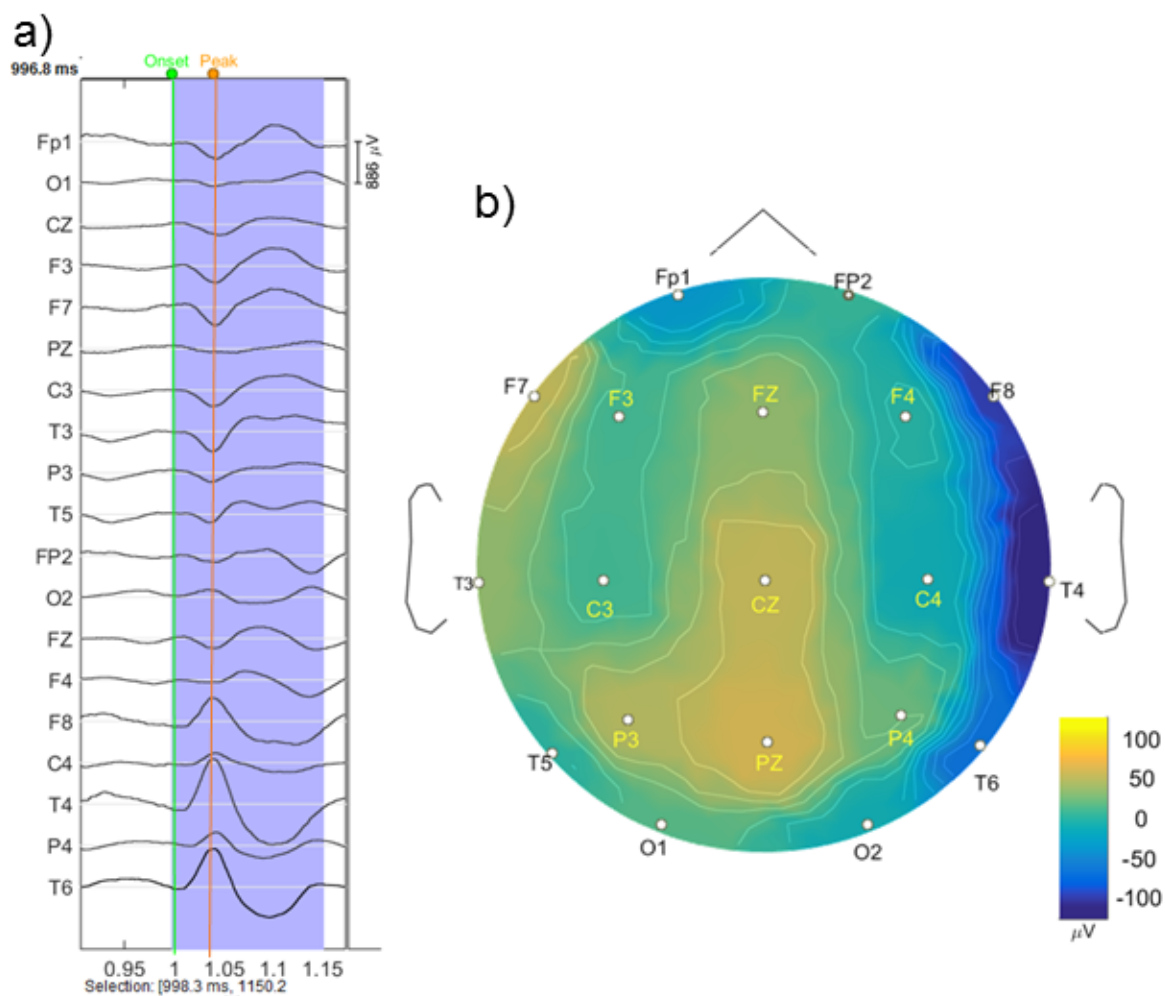 a)
996.8 ms
Onset
Peak
Fp1
O1
CZ
F3
F7
PZ
C3
T3
P3
T5
FP2
O2
FZ
F4
F8
C4
T4
P4
T6
886 μV
0.95 1 1.05 1.1 1.15
Selection: [998.3 ms, 1150.2
b)
Fp1
FP2
F7
F3
FZ
F4
F8
T3
C3
CZ
C4
T4
T5
P3
PZ
P4
T6
O1
O2
100
50
0
-50
-100
μV